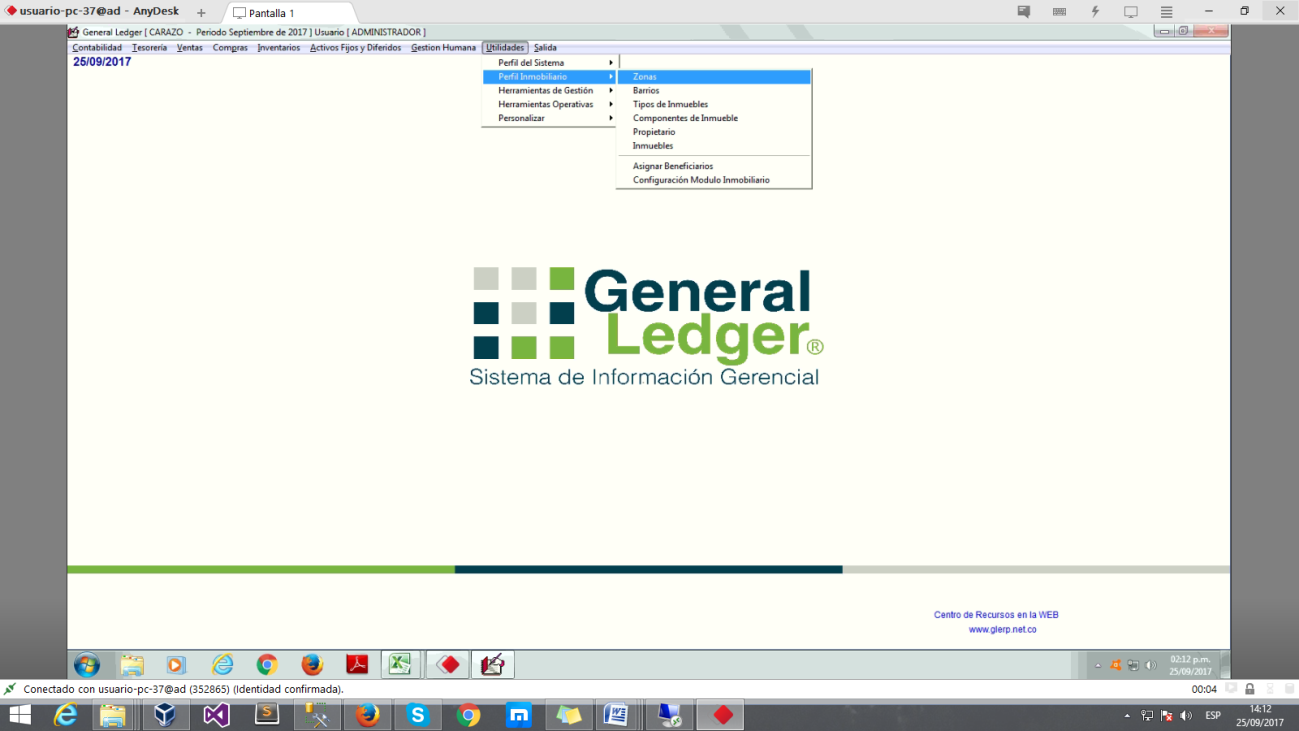 usuario-pc-37@ad - AnyDesk
Pantalla 1
General Ledger [ CARAZO - Periodo Septiembre de 2017 ] Usuario [ ADMINISTRADOR ]
Contabilidad Tesoreria Ventas Compras Inventarios Activos Fijos y Diferidos Gestion Humana Utilidades Salida
25/09/2017
Perfil del Sistema
Perfil Inmobiliario
Herramientas de Gestión
Herramientas Operativas
Personalizar
Zonas
Barrios
Tipos de Inmuebles
Componentes de Inmueble
Propietario
Inmuebles
Asignar Beneficiarios
Configuración Modulo Inmobiliario
General
Ledger®
Sistema de Información Gerencial
Centro de Recursos en la WEB
www.glerp.net.co
02:12 p.m.
25/09/2017
Conectado con usuario-pc-37@ad (352865) (Identidad confirmada).
00:04
ESP
14:12
25/09/2017